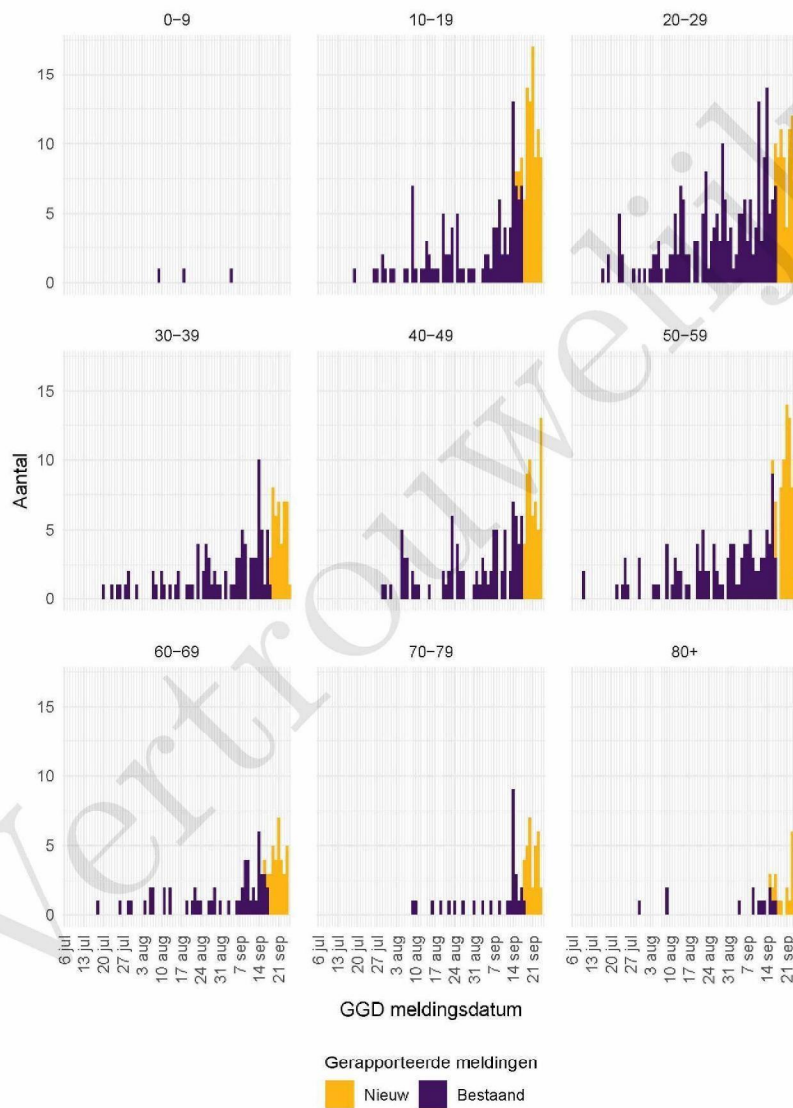 0-9 10-19 20-29
15
10
5
0
30-39 40-49 50-59
15
10
5
0
60-69 70-79 80+
15
10
5
0
Aantal
6 jul 13 jul 20 jul 27 jul 3 aug 10 aug 17 aug 24 aug 31 aug 7 sep 14 sep 21 sep
6 jul 13 jul 20 jul 27 jul 3 aug 10 aug 17 aug 24 aug 31 aug 7 sep 14 sep 21 sep
6 jul 13 jul 20 jul 27 jul 3 aug 10 aug 17 aug 24 aug 31 aug 7 sep 14 sep 21 sep
GGD meldingsdatum
Gerapporteerde meldingen
Nieuw Bestaand
Vertrouwelijk